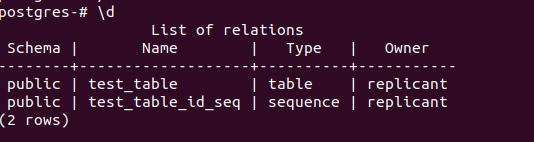 postgres-# \d
List of relations
Schema | Name | Type | Owner
--------+-------------------+----------+-----------
public | test_table | table | replicant
public | test_table_id_seq | sequence | replicant
(2 rows)